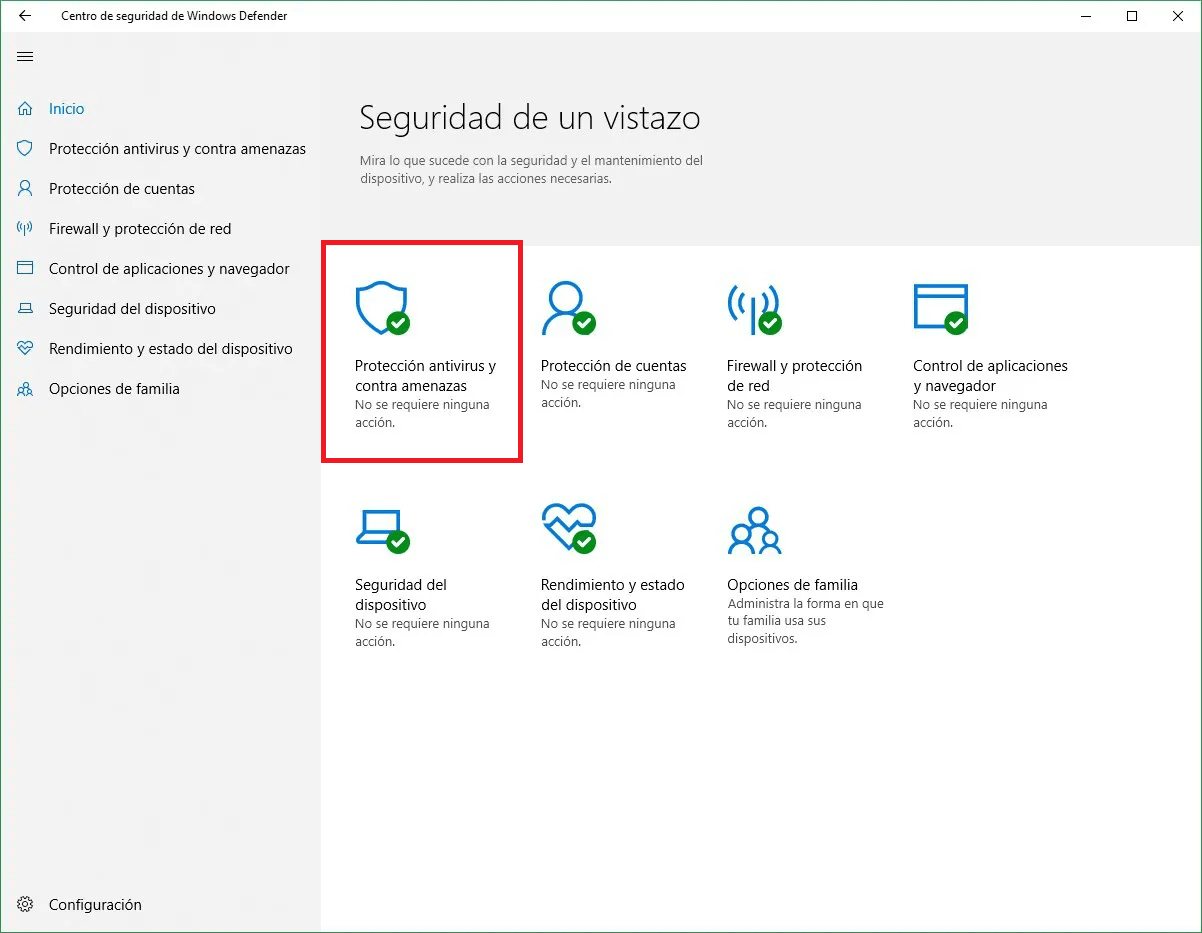 Centro de seguridad de Windows Defender
Inicio
Protección antivirus y contra amenazas
Protección de cuentas
Firewall y protección de red
Control de aplicaciones y navegador
Seguridad del dispositivo
Rendimiento y estado del dispositivo
Opciones de familia
Configuración
Seguridad de un vistazo
Mira lo que sucede con la seguridad y el mantenimiento del
dispositivo, y realiza las acciones necesarias.
Protección antivirus y
contra amenazas
No se requiere ninguna
acción.
Protección de cuentas
No se requiere ninguna
acción.
Firewall y protección
de red
No se requiere ninguna
acción.
Control de aplicaciones
y navegador
No se requiere ninguna
acción.
Seguridad del
dispositivo
No se requiere ninguna
acción.
Rendimiento y estado
del dispositivo
No se requiere ninguna
acción.
Opciones de familia
Administra la forma en que
tu familia usa sus
dispositivos.